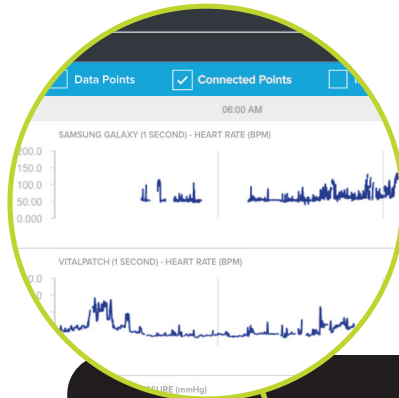 Data Points
Connected Points
06:00 AM
SAMSUNG GALAXY (1 SECOND) - HEART RATE (BPM)
200.0
150.0
100.0
50.00
0.000
VITALPATCH (1 SECOND) - HEART RATE (BPM)
(mmHg)